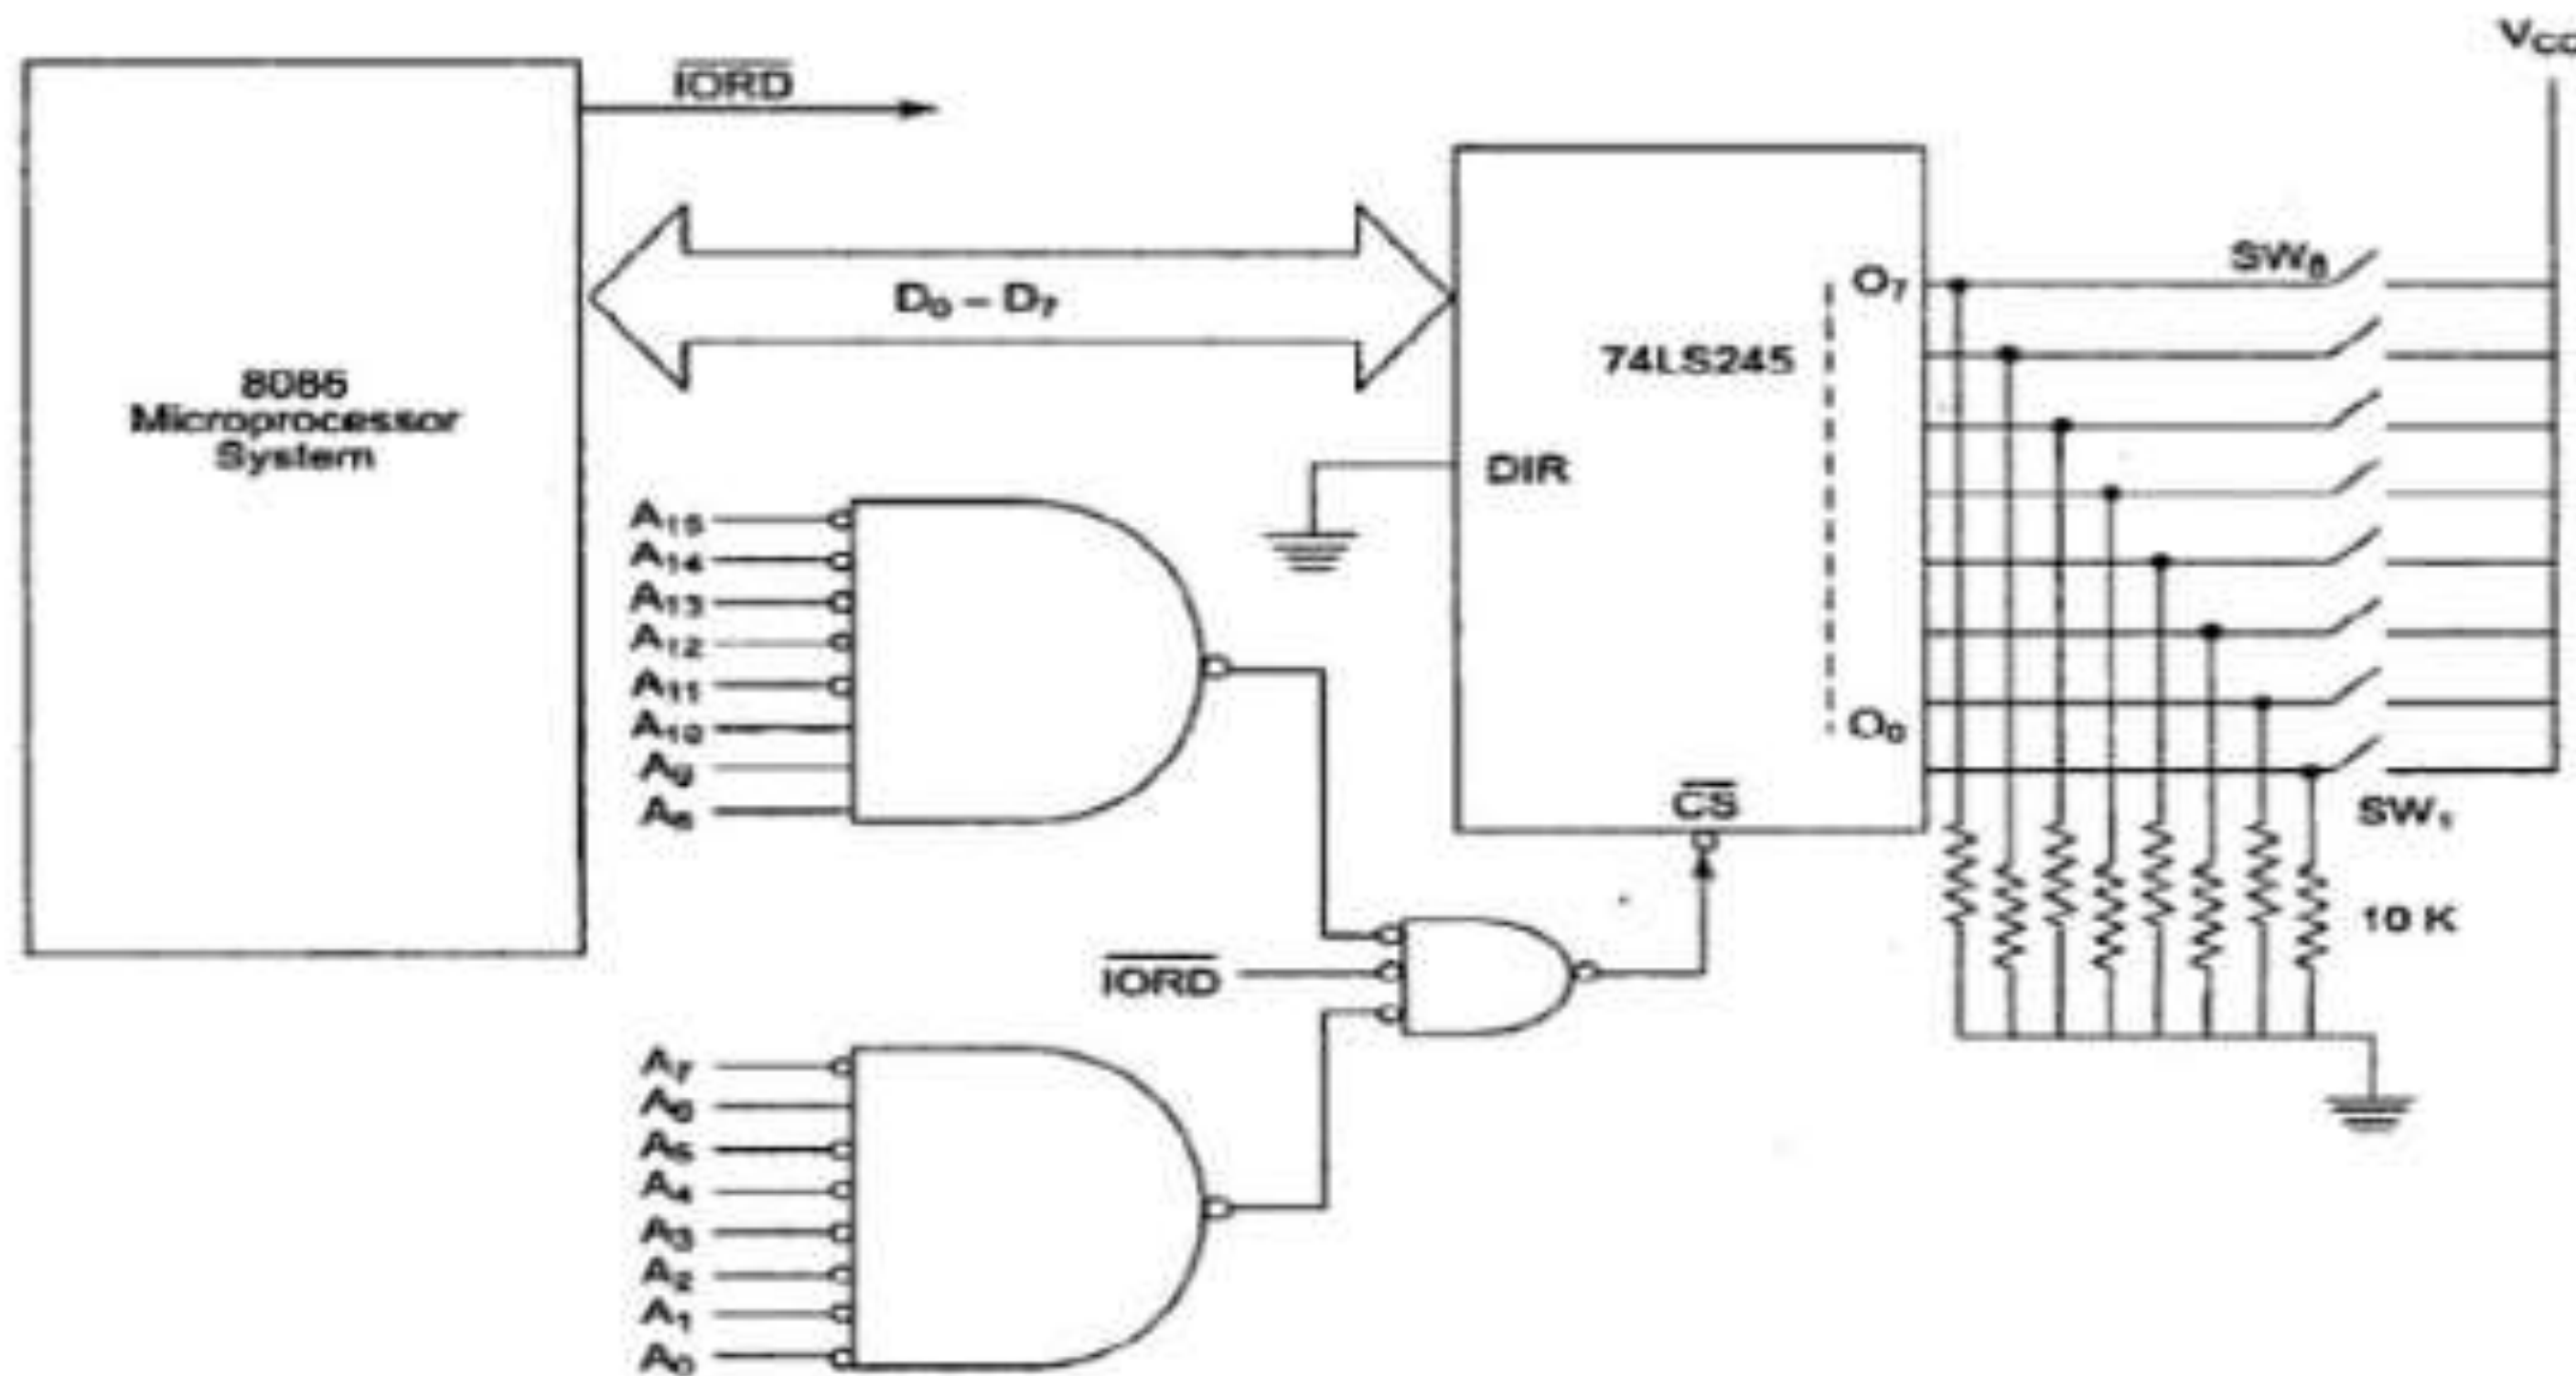 V_CC
IORD
8086
Microprocessor
System
D₀ – D₇
74LS245
O₇
O₀
DIR
CS
SW₈
SW₁
10 K
A₁₅
A₁₄
A₁₃
A₁₂
A₁₁
A₁₀
A₉
A₈
IORD
A₇
A₆
A₅
A₄
A₃
A₂
A₁
A₀